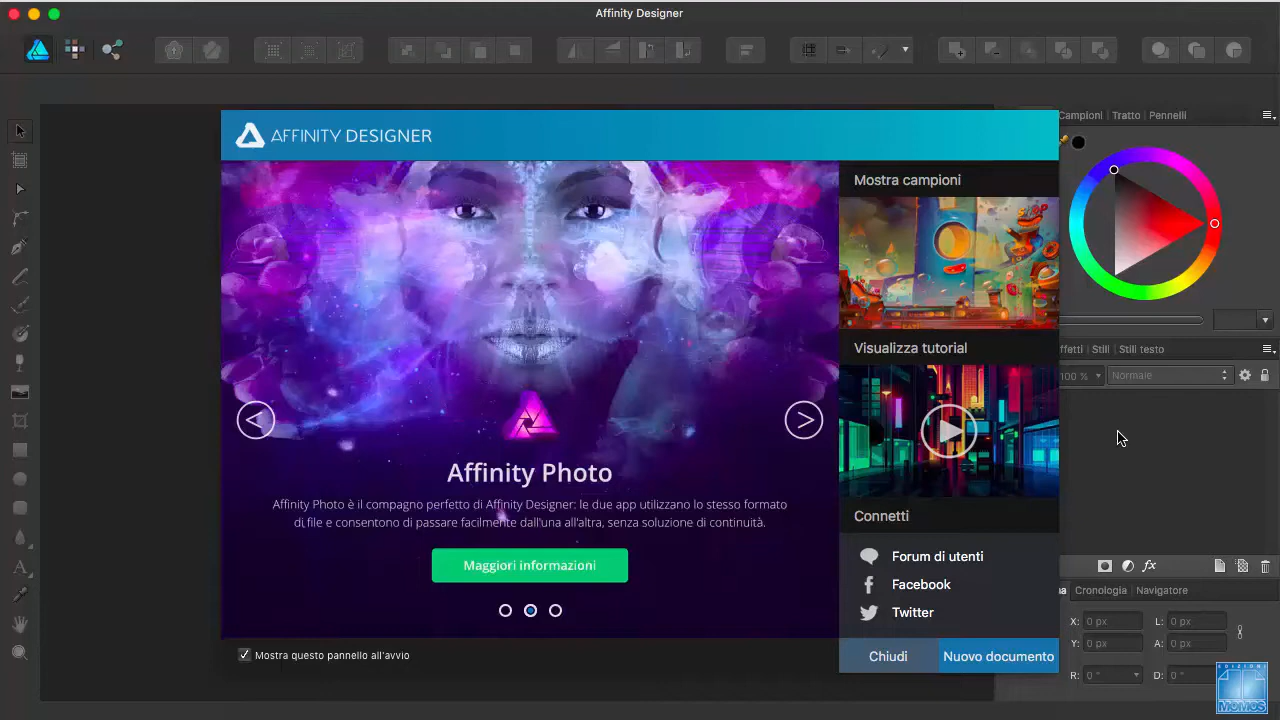 Affinity Designer
AFFINITY DESIGNER
Campioni Tratto Pennelli
Mostra campioni
Visualizza tutorial
Effetti Stili Stili testo
100 % Normale
Affinity Photo
Affinity Photo è il compagno perfetto di Affinity Designer: le due app utilizzano lo stesso formato
di file e consentono di passare facilmente dall'una all'altra, senza soluzione di continuità.
Maggiori informazioni
Connetti
Forum di utenti
Facebook
Twitter
Mostra questo pannello all'avvio
Chiudi
Nuovo documento
Cronologia Navigatore
X: 0 px L: 0 px
Y: 0 px A: 0 px
R: 0 ° D: 0 °
EDIZIONI
MOMOS